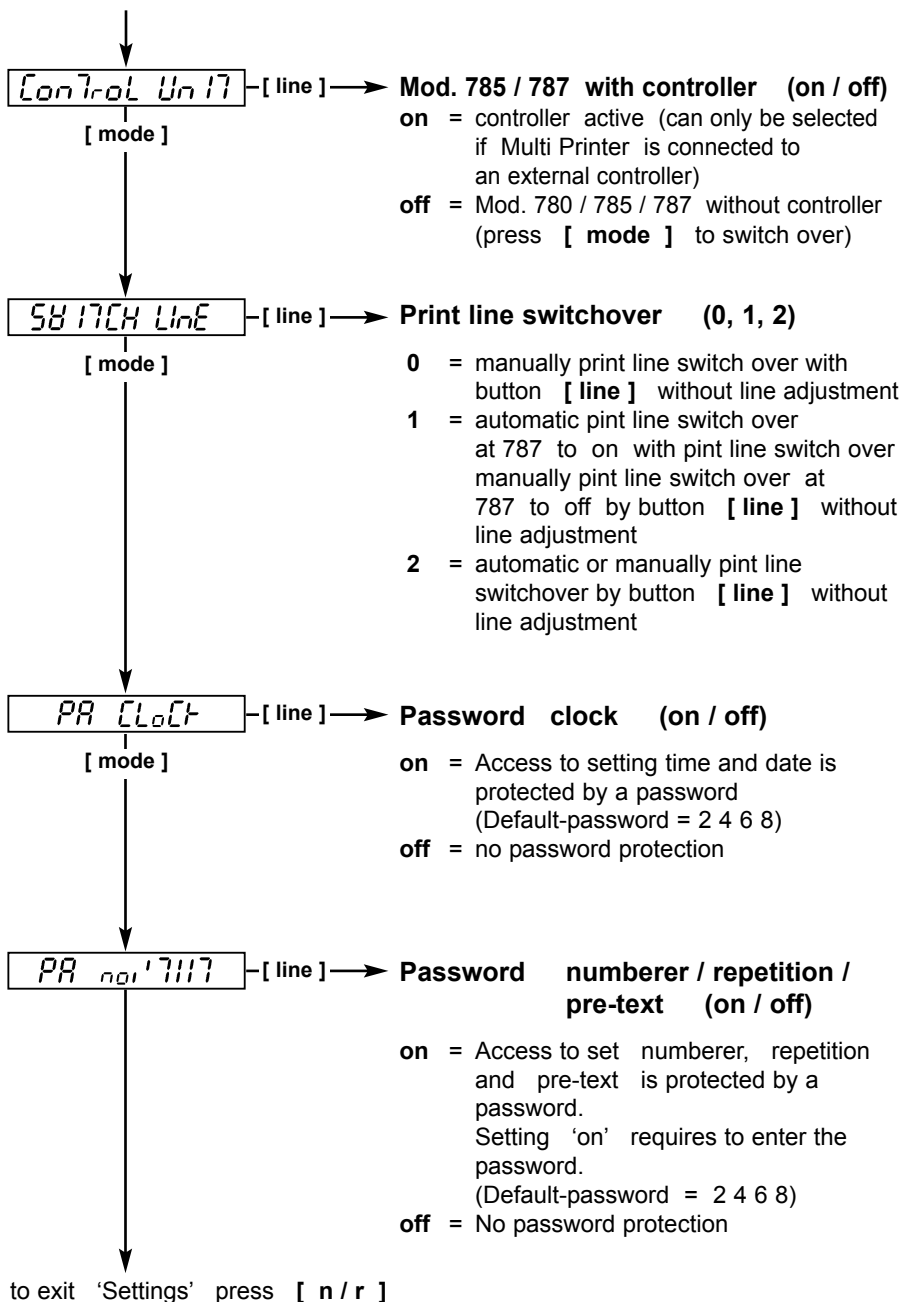 ConTroL UnIT [ line ] Mod. 785 / 787 with controller (on / off)
[ mode ]
on = controller active (can only be selected
if Multi Printer is connected to
an external controller)
off = Mod. 780 / 785 / 787 without controller
(press [ mode ] to switch over)
SWITCH LInE [ line ] Print line switchover (0, 1, 2)
[ mode ]
0 = manually print line switch over with
button [ line ] without line adjustment
1 = automatic pint line switch over
at 787 to on with pint line switch over
manually pint line switch over at
787 to off by button [ line ] without
line adjustment
2 = automatic or manually pint line
switchover by button [ line ] without
line adjustment
PA CLoCk [ line ] Password clock (on / off)
[ mode ]
on = Access to setting time and date is
protected by a password
(Default-password = 2 4 6 8)
off = no password protection
PA [ line ] Password numberer / repetition /
pre-text (on / off)
on = Access to set numberer, repetition
and pre-text is protected by a
password.
Setting ‘on’ requires to enter the
password.
(Default-password = 2 4 6 8)
off = No password protection
to exit ‘Settings’ press [ n / r ]